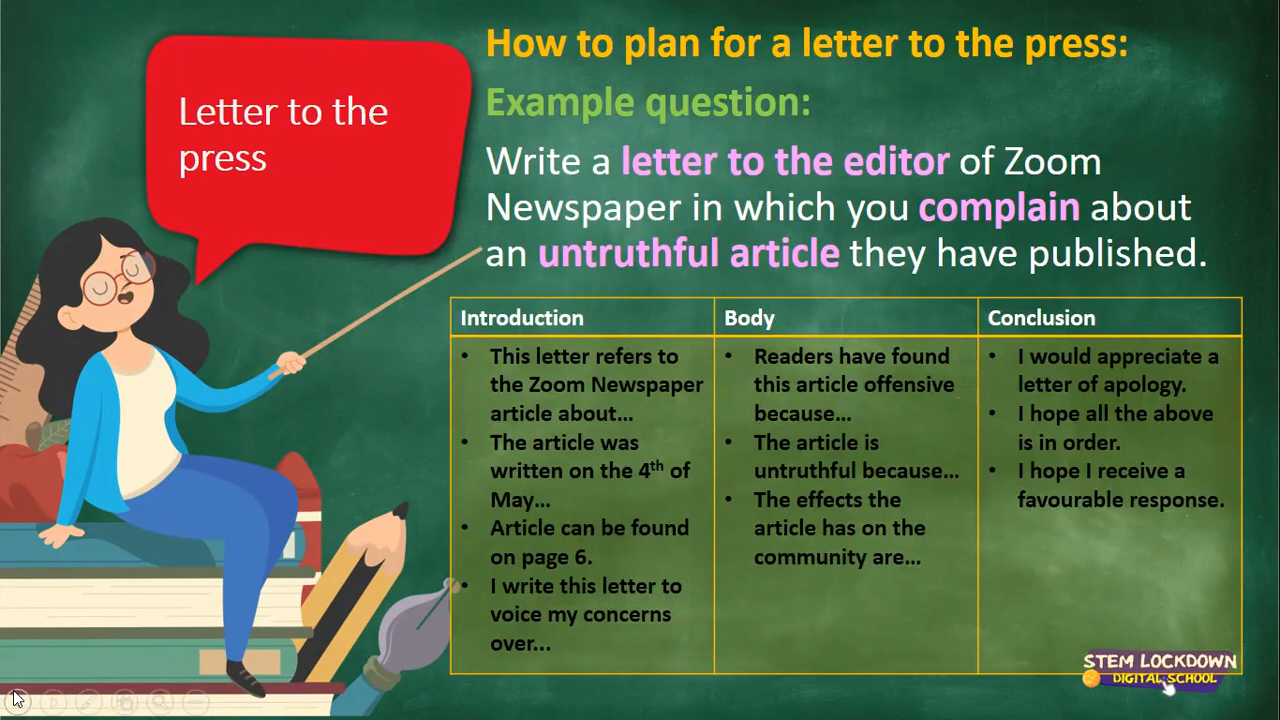 Letter to the
press
How to plan for a letter to the press:
Example question:
Write a letter to the editor of Zoom
Newspaper in which you complain about
an untruthful article they have published.
Introduction
• This letter refers to
the Zoom Newspaper
article about...
• The article was
written on the 4th of
May...
• Article can be found
on page 6.
• I write this letter to
voice my concerns
over...
Body
• Readers have found
this article offensive
because...
• The article is
untruthful because...
• The effects the
article has on the
community are...
Conclusion
• I would appreciate a
letter of apology.
• I hope all the above
is in order.
• I hope I receive a
favourable response.
STEM LOCKDOWN
DIGITAL SCHOOL